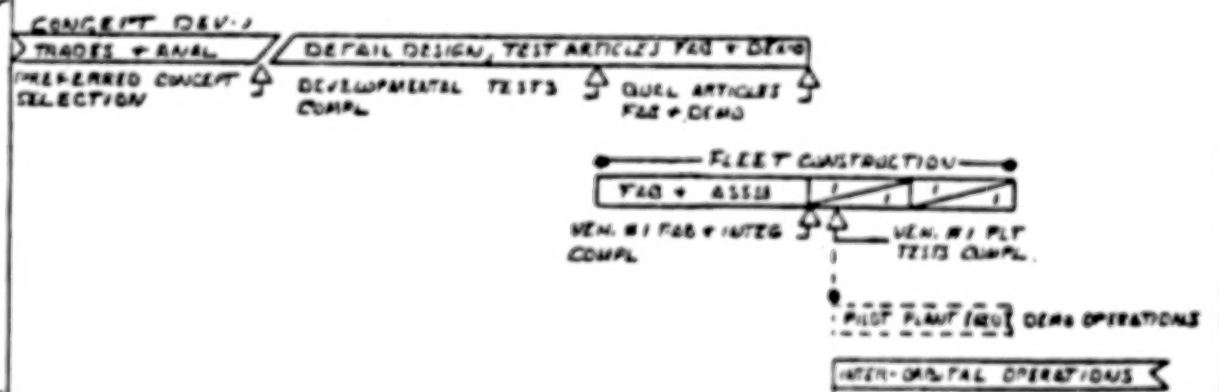 CONCEPT DEV.
TRADES + ANAL
DETAIL DESIGN, TEST ARTICLES FAB + DEMO
PREFERRED CONCEPT
SELECTION
DEVELOPMENTAL TESTS
COMPL
QUAL ARTICLES
FAB + DEMO
FLEET CONSTRUCTION
FAB + ASSEB
VEH. #1 FAB + INTEG
COMPL
VEH. #1 FLT
TESTS COMPL.
PILOT PLANT DEMO OPERATIONS
INTER-ORBITAL OPERATIONS